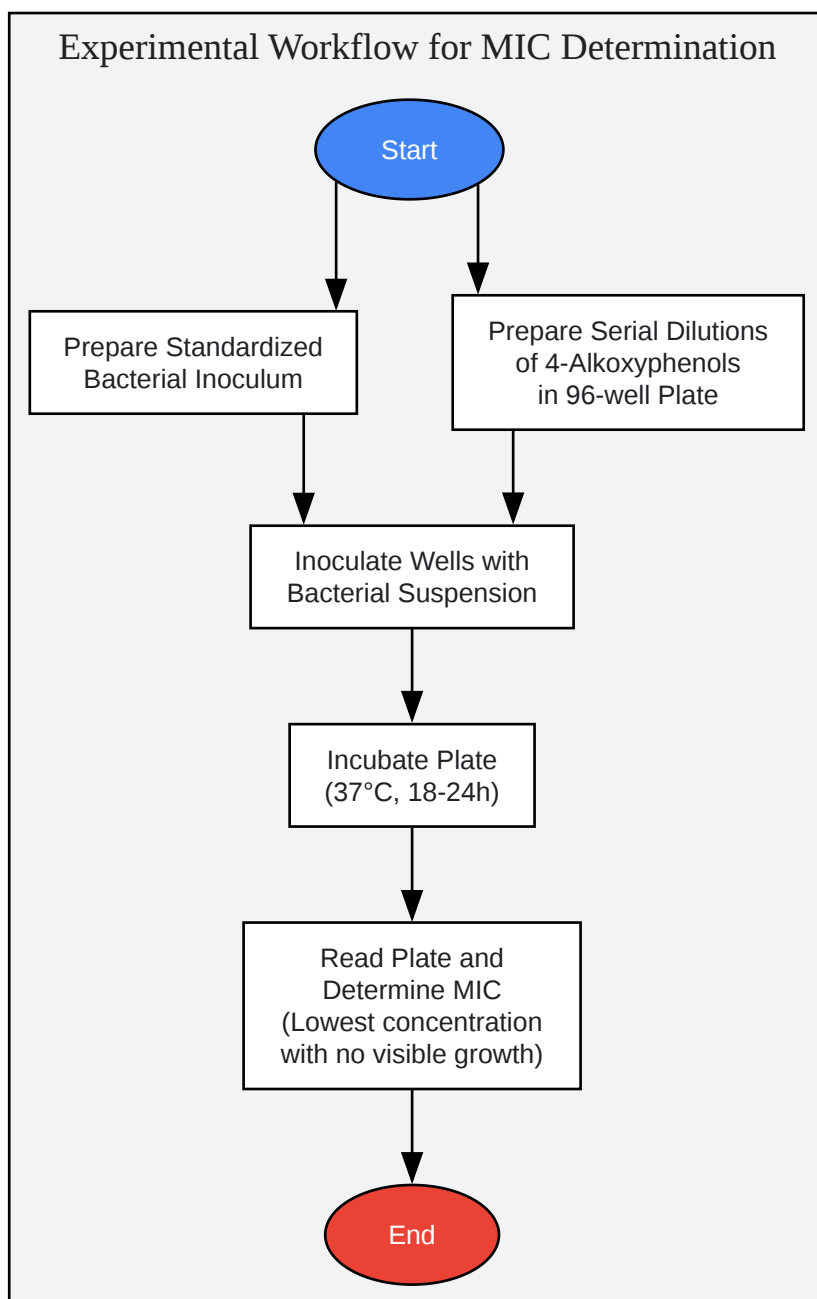 Experimental Workflow for MIC Determination
Start
Prepare Standardized
Bacterial Inoculum
Prepare Serial Dilutions
of 4-Alkoxyphenols
in 96-well Plate
Inoculate Wells with
Bacterial Suspension
Incubate Plate
(37°C, 18-24h)
Read Plate and
Determine MIC
(Lowest concentration
with no visible growth)
End